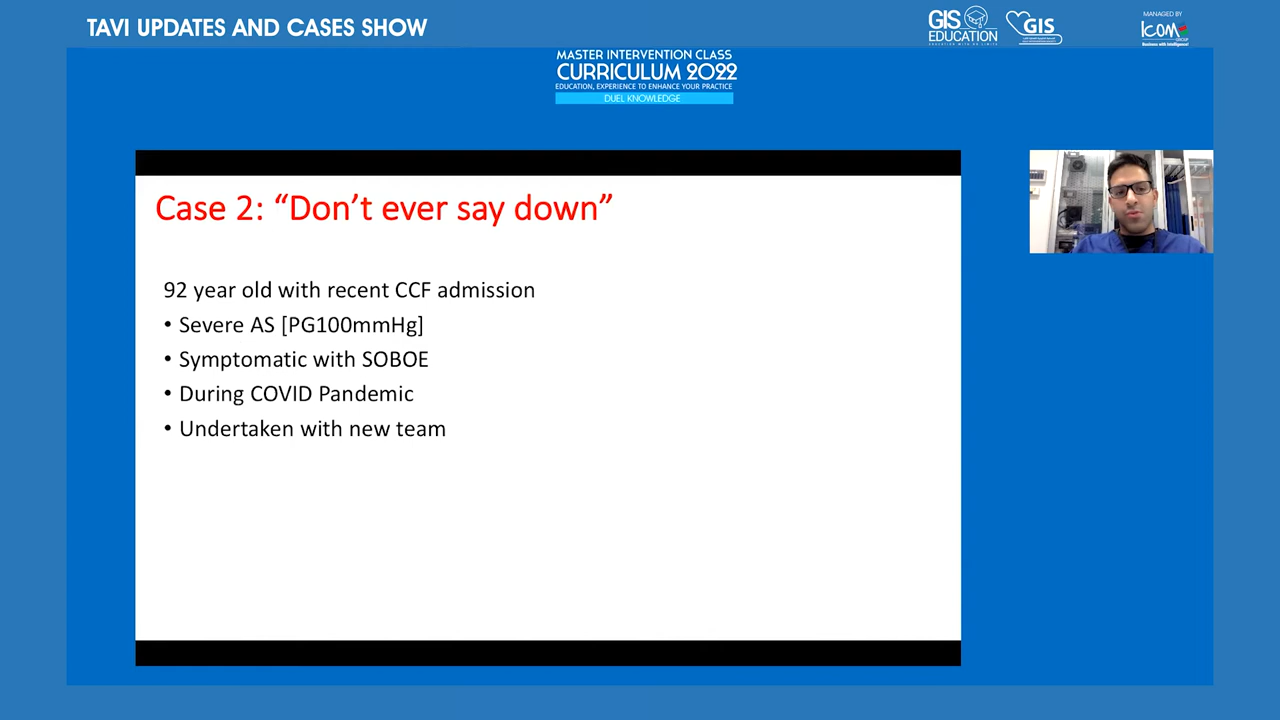 TAVI UPDATES AND CASES SHOW
GIS
EDUCATION
EDUCATION WITH NO LIMITS
GIS
MANAGED BY
ICOM
GROUP
Business with Intelligence!
MASTER INTERVENTION CLASS
CURRICULUM 2022
EDUCATION, EXPERIENCE TO ENHANCE YOUR PRACTICE
DUEL KNOWLEDGE
Case 2: “Don’t ever say down”
92 year old with recent CCF admission
• Severe AS [PG100mmHg]
• Symptomatic with SOBOE
• During COVID Pandemic
• Undertaken with new team